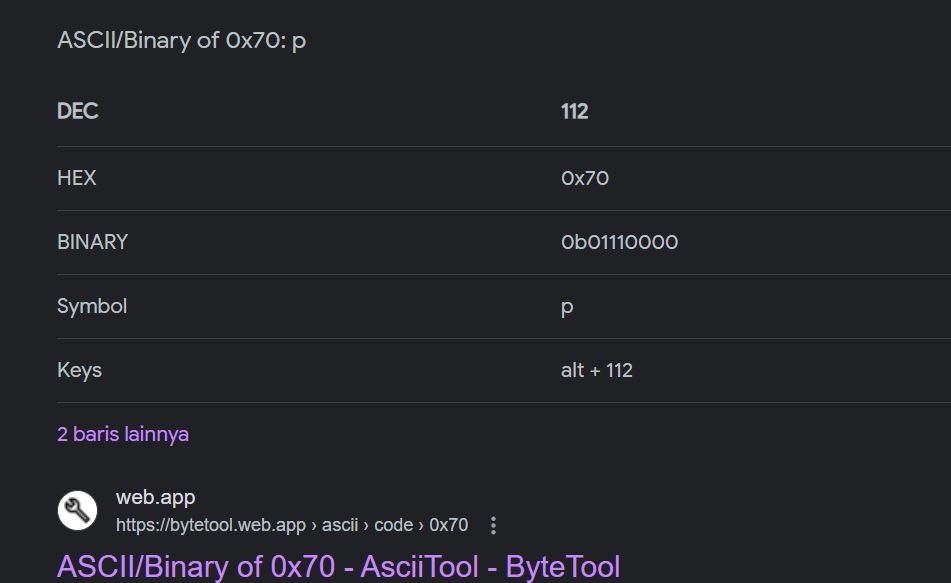 ASCII/Binary of 0x70: p
DEC 112
HEX 0x70
BINARY 0b01110000
Symbol p
Keys alt + 112
2 baris lainnya
web.app
https://bytetool.web.app › ascii › code › 0x70
ASCII/Binary of 0x70 - AsciiTool - ByteTool